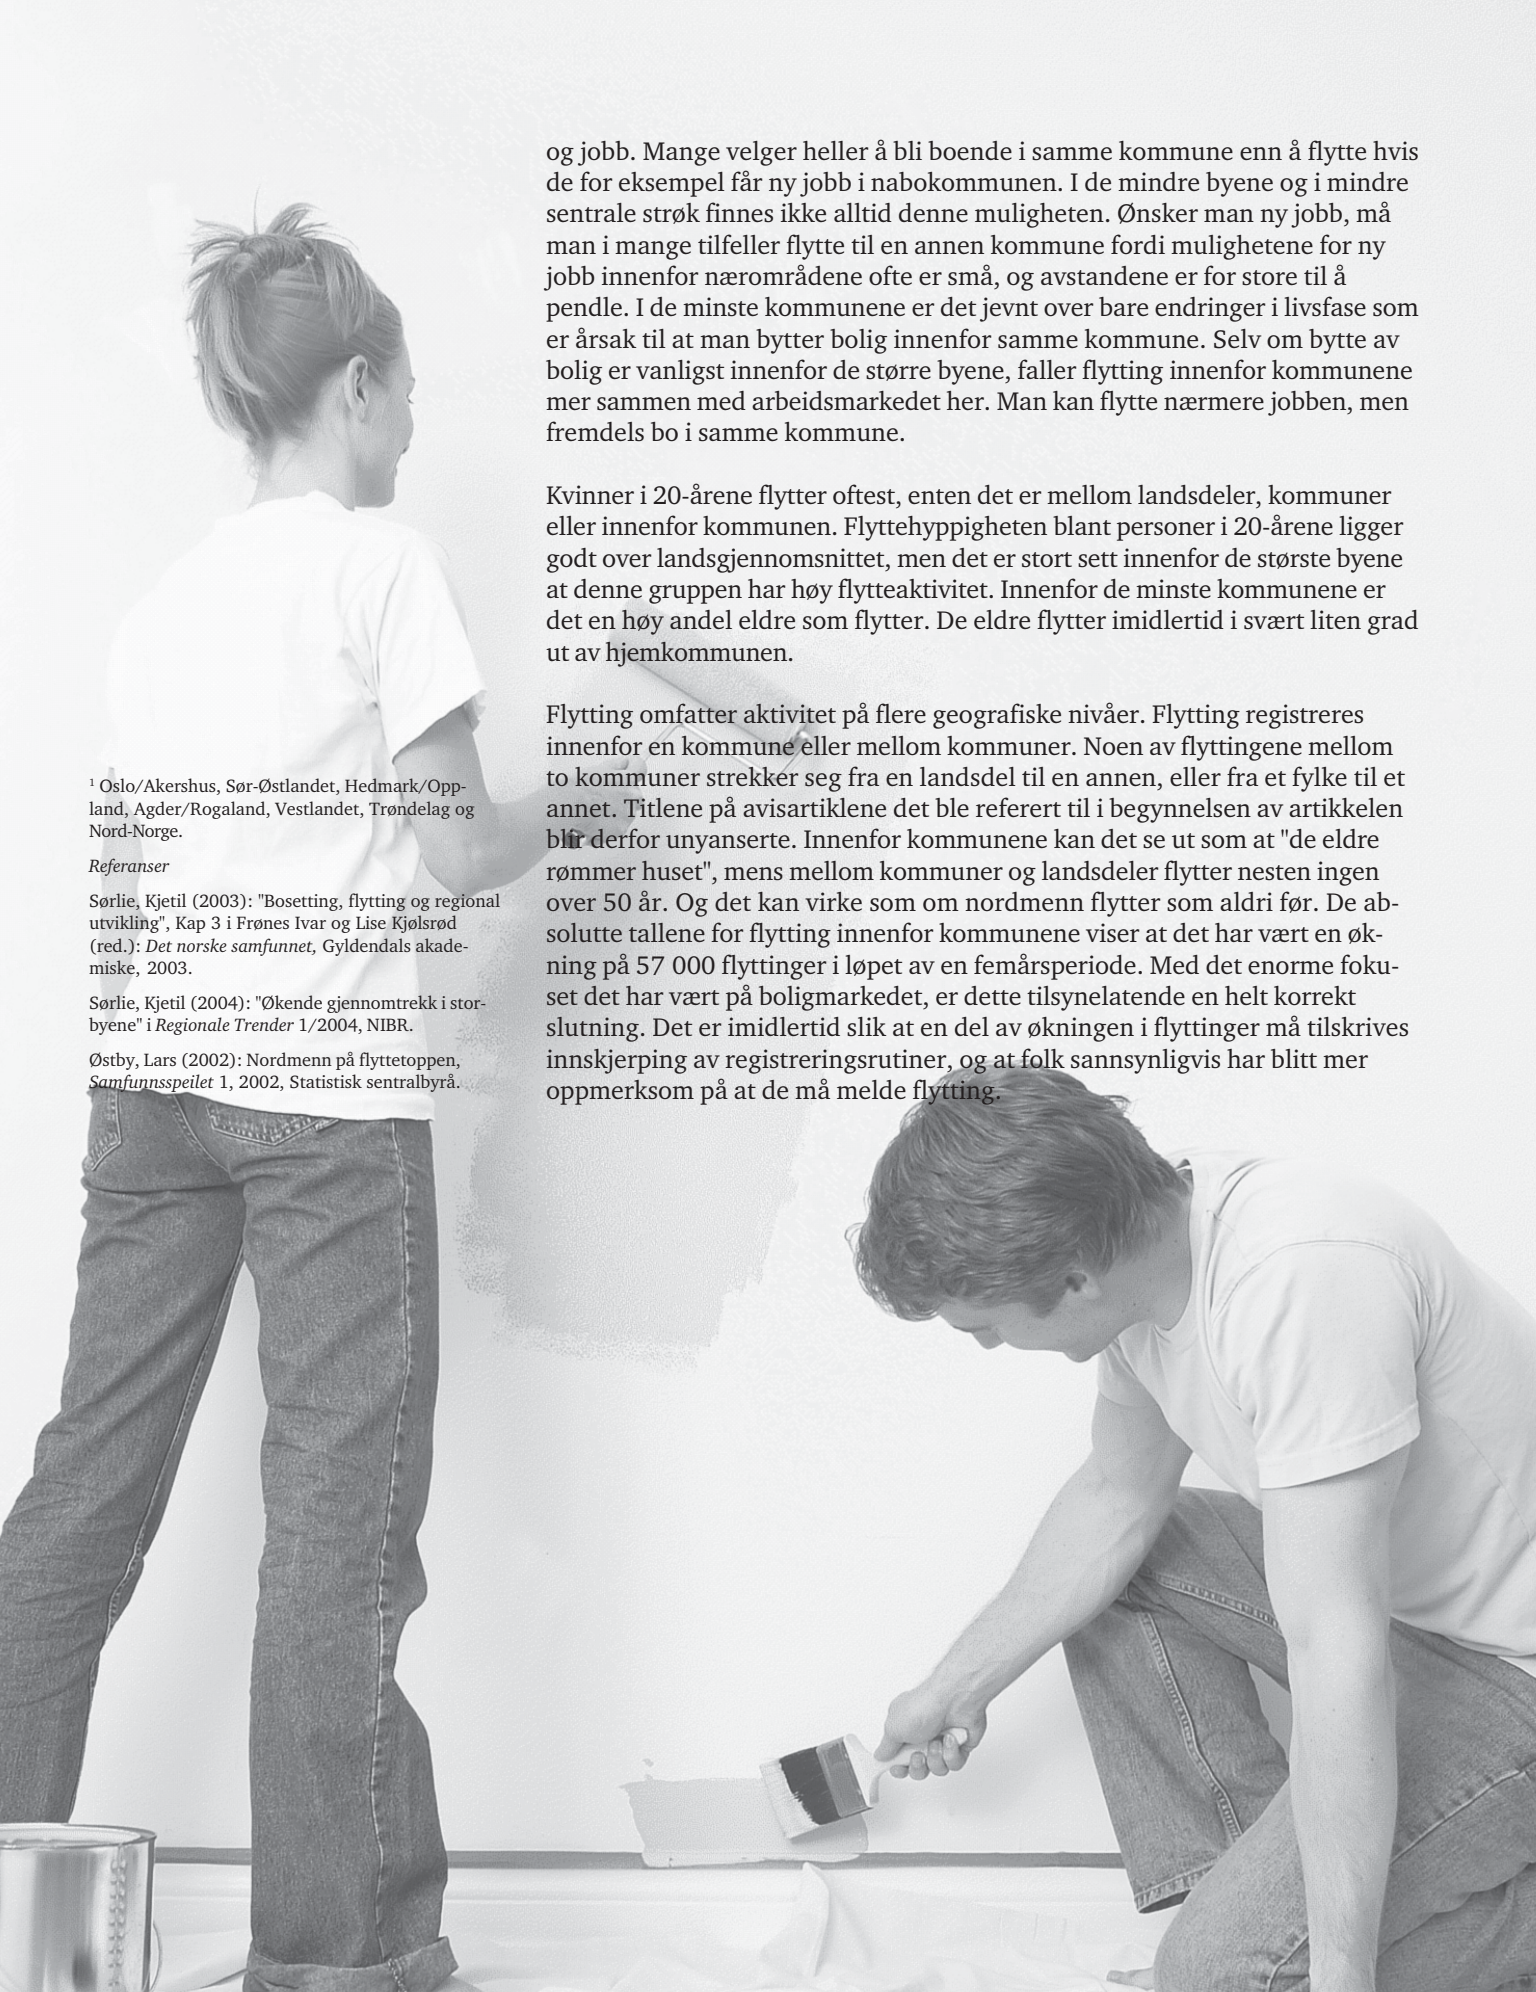 og jobb. Mange velger heller å bli boende i samme kommune enn å flytte hvis
de for eksempel får ny jobb i nabokommunen. I de mindre byene og i mindre
sentrale strøk finnes ikke alltid denne muligheten. Ønsker man ny jobb, må
man i mange tilfeller flytte til en annen kommune fordi mulighetene for ny
jobb innenfor nærområdene ofte er små, og avstandene er for store til å
pendle. I de minste kommunene er det jevnt over bare endringer i livsfase som
er årsak til at man bytter bolig innenfor samme kommune. Selv om bytte av
bolig er vanligst innenfor de større byene, faller flytting innenfor kommunene
mer sammen med arbeidsmarkedet her. Man kan flytte nærmere jobben, men
fremdels bo i samme kommune.
Kvinner i 20-årene flytter oftest, enten det er mellom landsdeler, kommuner
eller innenfor kommunen. Flyttehyppigheten blant personer i 20-årene ligger
godt over landsgjennomsnittet, men det er stort sett innenfor de største byene
at denne gruppen har høy flytteaktivitet. Innenfor de minste kommunene er
det en høy andel eldre som flytter. De eldre flytter imidlertid i svært liten grad
ut av hjemkommunen.
Flytting omfatter aktivitet på flere geografiske nivåer. Flytting registreres
innenfor en kommune eller mellom kommuner. Noen av flyttingene mellom
to kommuner strekker seg fra en landsdel til en annen, eller fra et fylke til et
annet. Titlene på avisartiklene det ble referert til i begynnelsen av artikkelen
blir derfor unyanserte. Innenfor kommunene kan det se ut som at "de eldre
rømmer huset", mens mellom kommuner og landsdeler flytter nesten ingen
over 50 år. Og det kan virke som om nordmenn flytter som aldri før. De ab-
solutte tallene for flytting innenfor kommunene viser at det har vært en øk-
ning på 57 000 flyttinger i løpet av en femårsperiode. Med det enorme foku-
set det har vært på boligmarkedet, er dette tilsynelatende en helt korrekt
slutning. Det er imidlertid slik at en del av økningen i flyttinger må tilskrives
innskjerping av registreringsrutiner, og at folk sannsynligvis har blitt mer
oppmerksom på at de må melde flytting.
¹ Oslo/Akershus, Sør-Østlandet, Hedmark/Opp-
land, Agder/Rogaland, Vestlandet, Trøndelag og
Nord-Norge.
Referanser
Sørlie, Kjetil (2003): "Bosetting, flytting og regional
utvikling", Kap 3 i Frønes Ivar og Lise Kjølsrød
(red.): Det norske samfunnet, Gyldendals akade-
miske, 2003.
Sørlie, Kjetil (2004): "Økende gjennomtrekk i stor-
byene" i Regionale Trender 1/2004, NIBR.
Østby, Lars (2002): Nordmenn på flyttetoppen,
Samfunnsspeilet 1, 2002, Statistisk sentralbyrå.